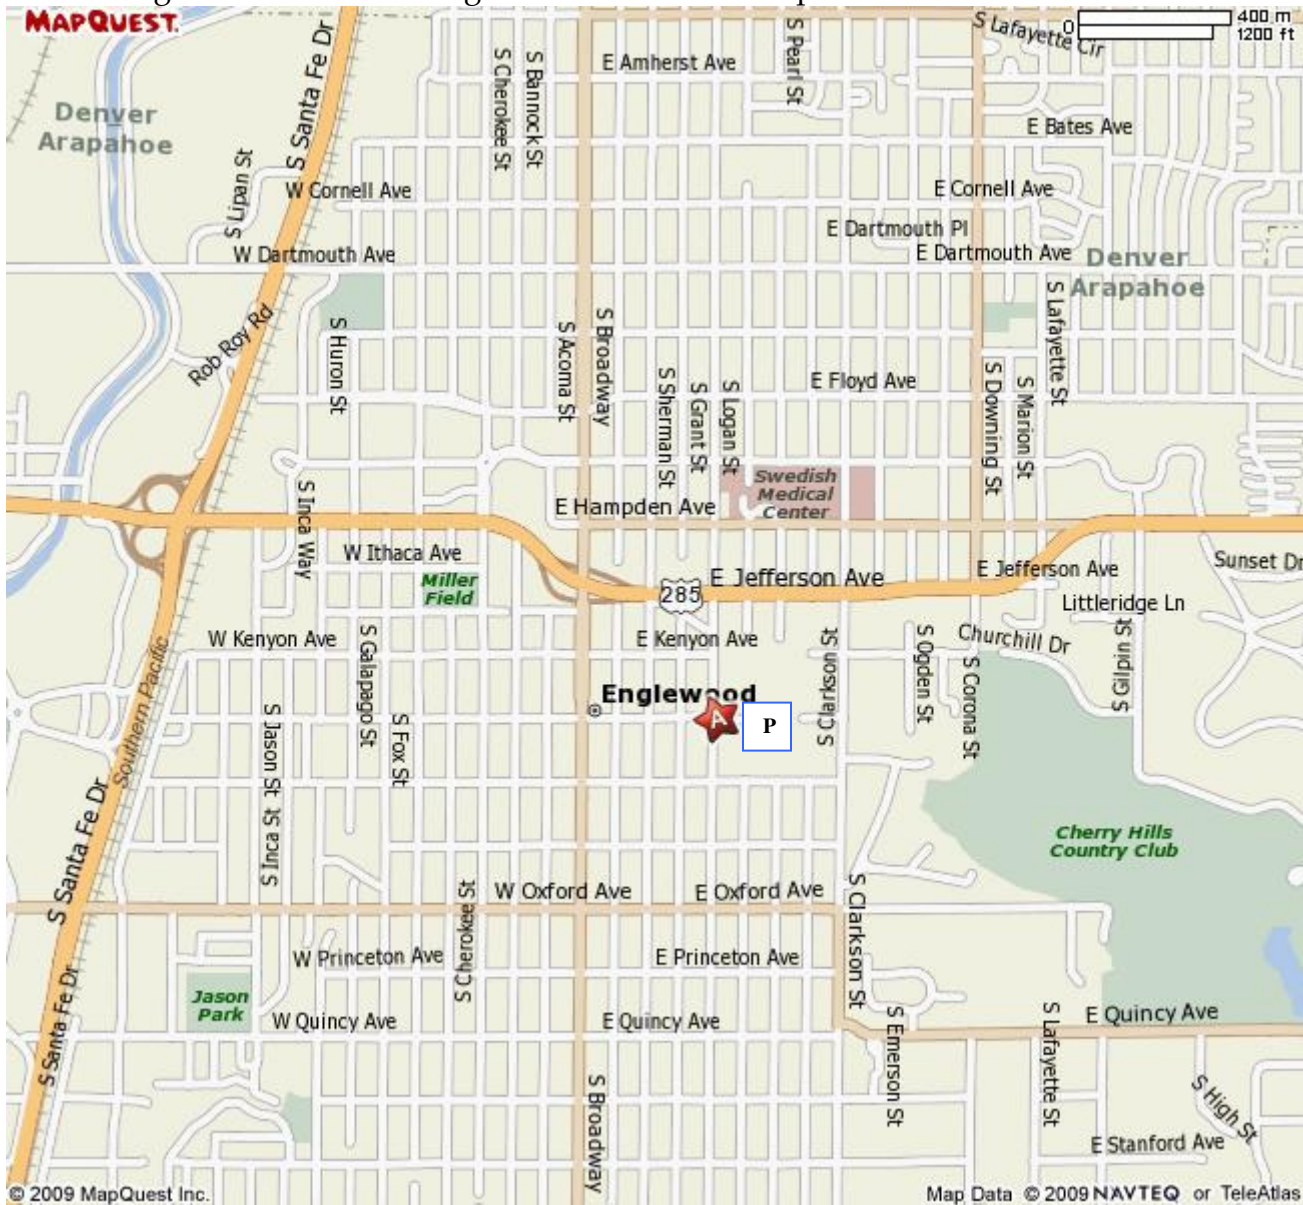 MAPQUEST.
400 m
0
1200 ft
S Lafayette Cir
S Santa Fe Dr
S Cherokee St
S Bannock St
E Amherst Ave
S Pearl St
Denver
Arapahoe
E Bates Ave
S Lipan St
W Cornell Ave
E Cornell Ave
E Dartmouth Pl
W Dartmouth Ave
E Dartmouth Ave
Denver
Arapahoe
Rob Roy Rd
S Huron St
S Acoma St
S Broadway
S Sherman St
S Grant St
S Logan St
E Floyd Ave
S Downing St
S Marion St
S Lafayette St
Swedish
Medical
Center
S Inca Way
E Hampden Ave
W Ithaca Ave
Miller
Field
285
E Jefferson Ave
E Jefferson Ave
Sunset Dr
Littleridge Ln
W Kenyon Ave
S Galapago St
E Kenyon Ave
S Clarkson St
S Ogden St
Churchill Dr
S Corona St
S Gilpin St
Southern Pacific
Englewood
A
P
S Jason St
S Fox St
S Santa Fe Dr
S Inca St
Cherry Hills
Country Club
W Oxford Ave
E Oxford Ave
S Cherokee St
S Clarkson St
W Princeton Ave
E Princeton Ave
S Santa Fe Dr
Jason
Park
W Quincy Ave
E Quincy Ave
S Emerson St
S Lafayette St
E Quincy Ave
S Broadway
S High St
E Stanford Ave
© 2009 MapQuest Inc.
Map Data © 2009 NAVTEQ or TeleAtlas